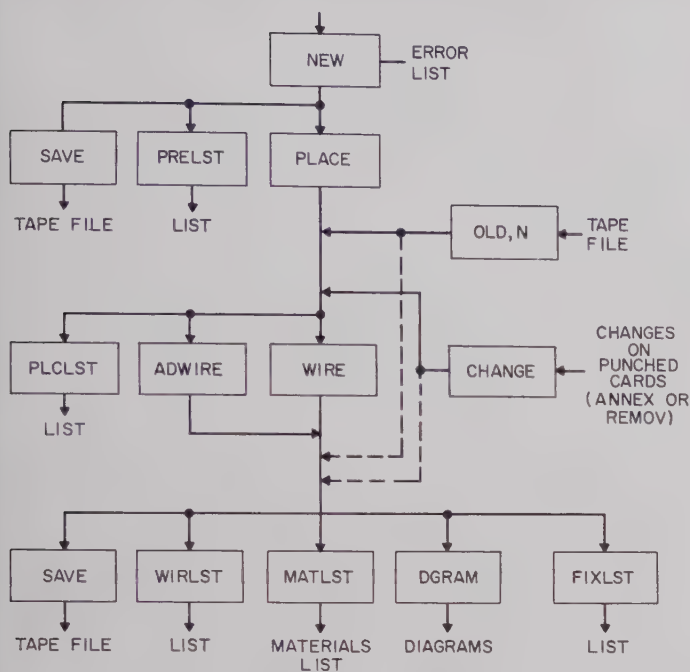 NEW
ERROR
LIST
SAVE
PRELST
PLACE
TAPE FILE
LIST
OLD, N
TAPE
FILE
PLCLST
ADWIRE
WIRE
CHANGE
CHANGES
ON
PUNCHED
CARDS
(ANNEX OR
REMOV)
LIST
SAVE
WIRLST
MATLST
DGRAM
FIXLST
TAPE FILE
LIST
MATERIALS
LIST
DIAGRAMS
LIST